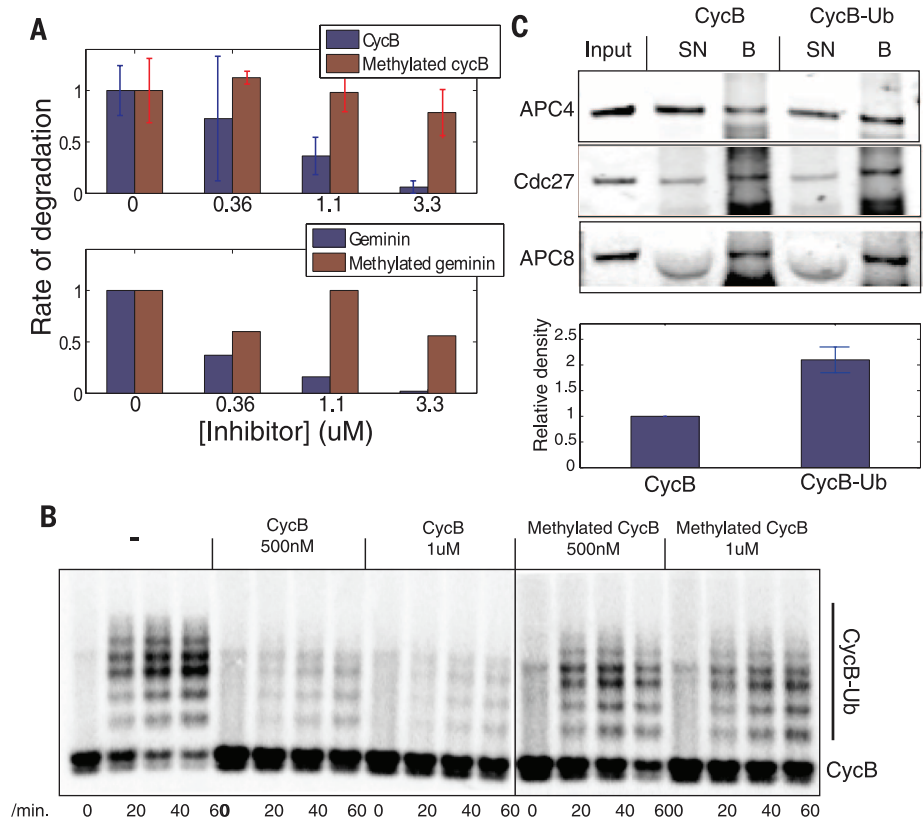 A
CycB
Methylated cycB
1.5
1
0.5
0
0 0.36 1.1 3.3
Geminin
Methylated geminin
1.5
1
0.5
0
0 0.36 1.1 3.3
Rate of degradation
[Inhibitor] (uM)
C
CycB CycB-Ub
Input SN B SN B
APC4
Cdc27
APC8
2.5
2
1.5
1
0.5
0
Relative density
CycB CycB-Ub
B
- CycB CycB Methylated CycB Methylated CycB
500nM 1uM 500nM 1uM
CycB-Ub
CycB
/min. 0 20 40 60 0 20 40 60 0 20 40 60 0 20 40 60 0 20 40 60